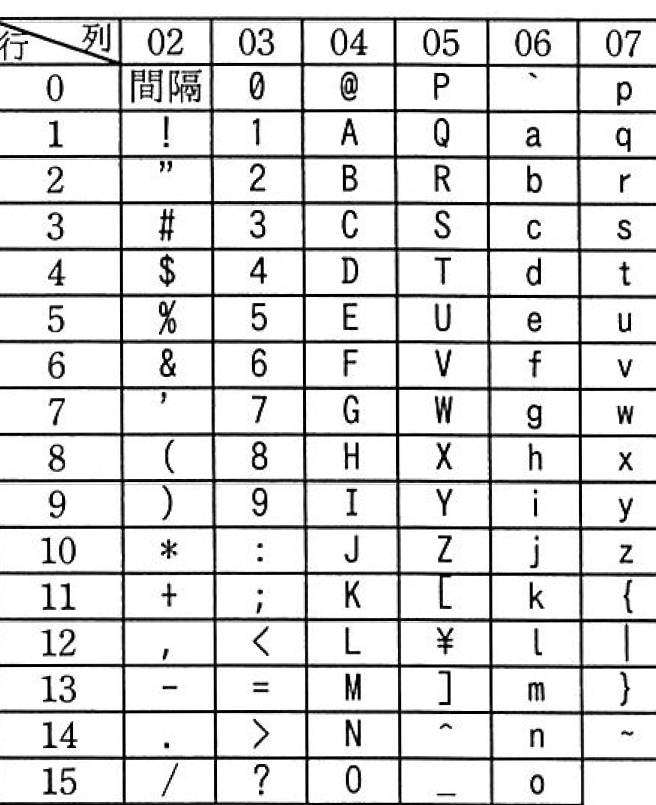 行 列 02 03 04 05 06 07
0 間隔 0 @ P ` p
1 ! 1 A Q a q
2 ” 2 B R b r
3 # 3 C S c s
4 $ 4 D T d t
5 % 5 E U e u
6 & 6 F V f v
7 ’ 7 G W g w
8 ( 8 H X h x
9 ) 9 I Y i y
10 * : J Z j z
11 + ; K [ k {
12 , < L ¥ l |
13 - = M ] m }
14 . > N ^ n ~
15 / ? O _ o